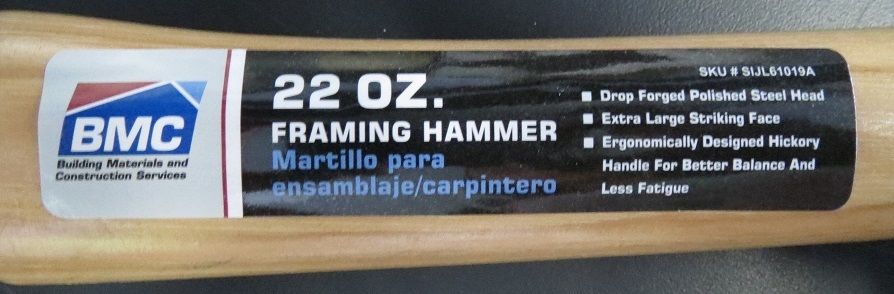 BMC
Building Materials and
Construction Services
22 OZ.
FRAMING HAMMER
Martillo para
ensamblaje/carpintero
SKU # SIJL61019A
■ Drop Forged Polished Steel Head
■ Extra Large Striking Face
■ Ergonomically Designed Hickory
Handle For Better Balance And
Less Fatigue